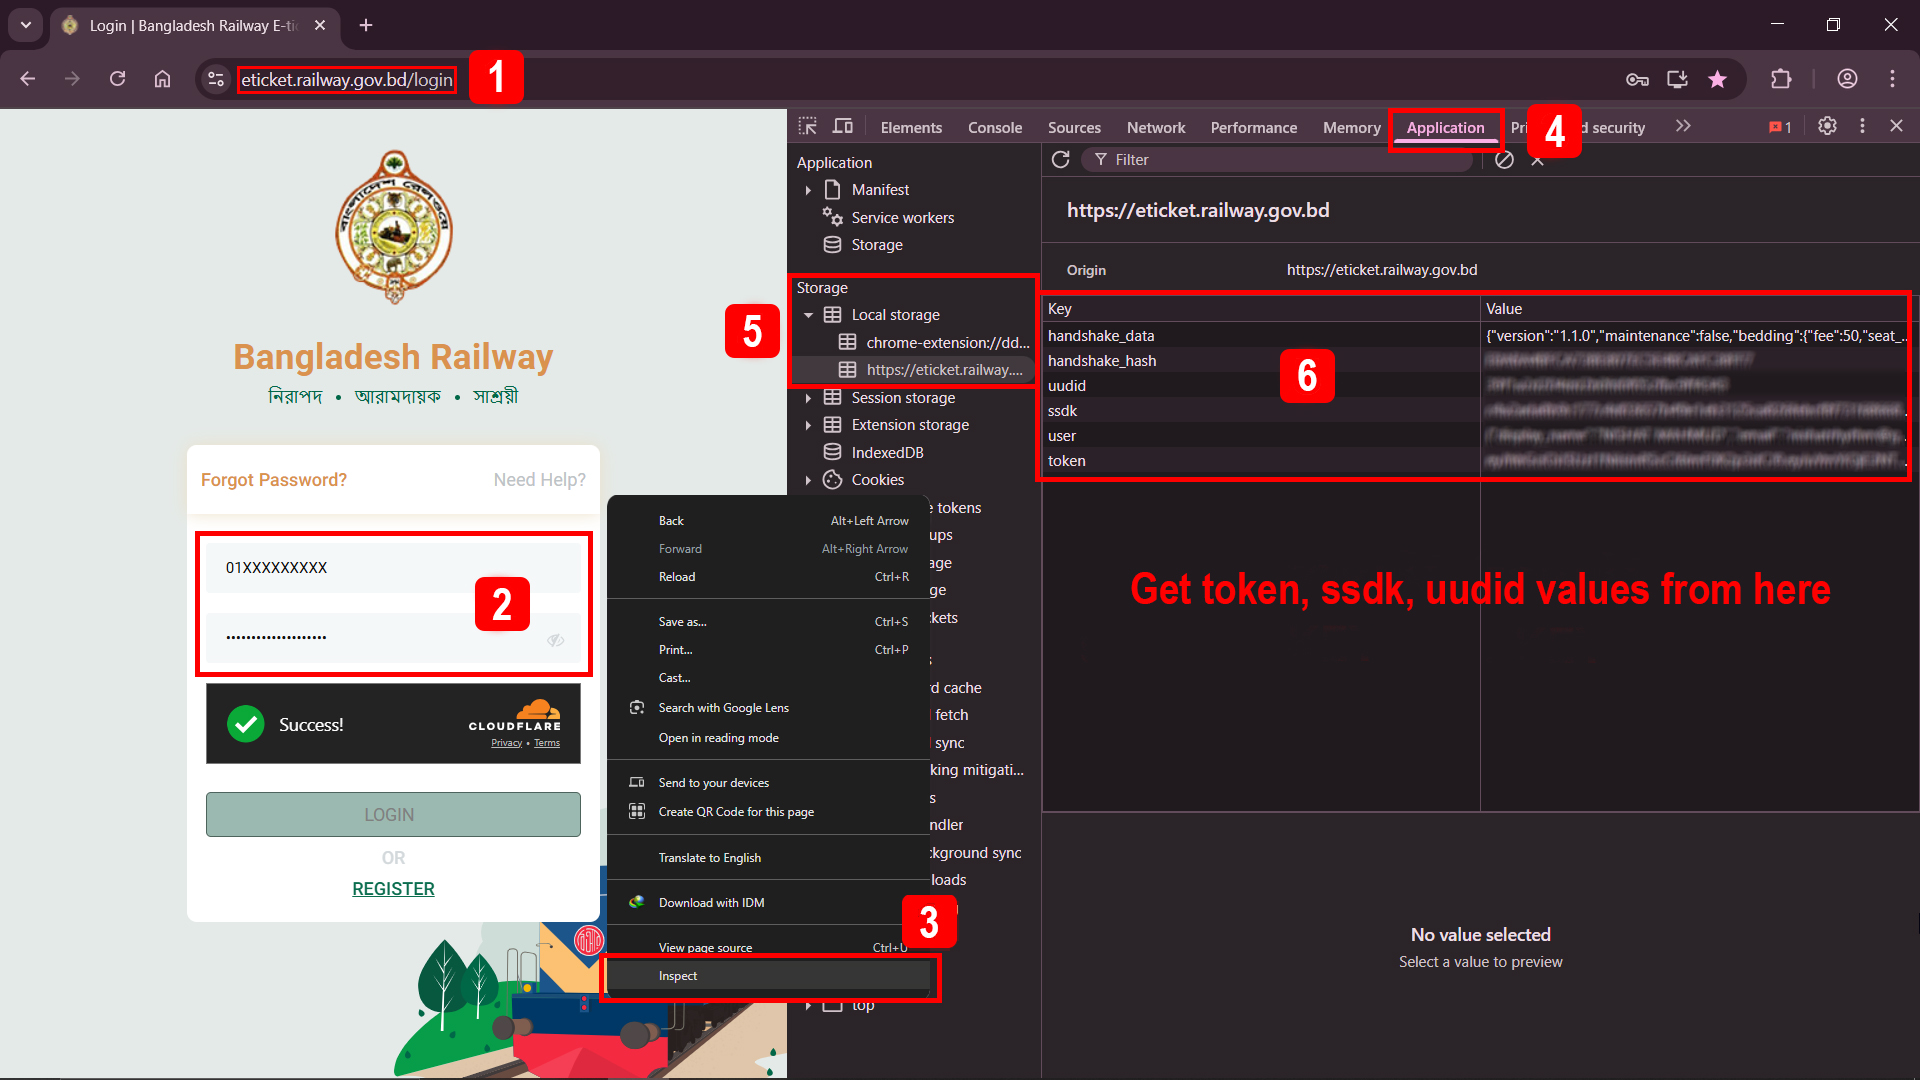 Login | Bangladesh Railway E-tic
eticket.railway.gov.bd/login
1
Elements
Console
Sources
Network
Performance
Memory
Application
4
d security
1
Bangladesh Railway
নিরাপদ • আরামদায়ক • সাশ্রয়ী
Forgot Password?
Need Help?
01XXXXXXXXX
2
Success!
CLOUDFLARE
Privacy • Terms
LOGIN
OR
REGISTER
Back
Alt+Left Arrow
Forward
Alt+Right Arrow
Reload
Ctrl+R
Save as...
Ctrl+S
Print...
Ctrl+P
Cast...
Search with Google Lens
Open in reading mode
Send to your devices
Create QR Code for this page
Translate to English
Download with IDM
3
View page source
Ctrl+U
Inspect
Application
Manifest
Service workers
Storage
5
Storage
Local storage
chrome-extension://dd...
https://eticket.railway....
Session storage
Extension storage
IndexedDB
Cookies
e tokens
ups
age
ge
kets
s
rd cache
fetch
sync
king mitigati...
s
ndler
ckground sync
loads
top
Filter
https://eticket.railway.gov.bd
Origin
https://eticket.railway.gov.bd
Key
Value
handshake_data
{"version":"1.1.0","maintenance":false,"bedding":{"fee":50,"seat_...
handshake_hash
uudid
ssdk
user
token
6
Get token, ssdk, uudid values from here
No value selected
Select a value to preview